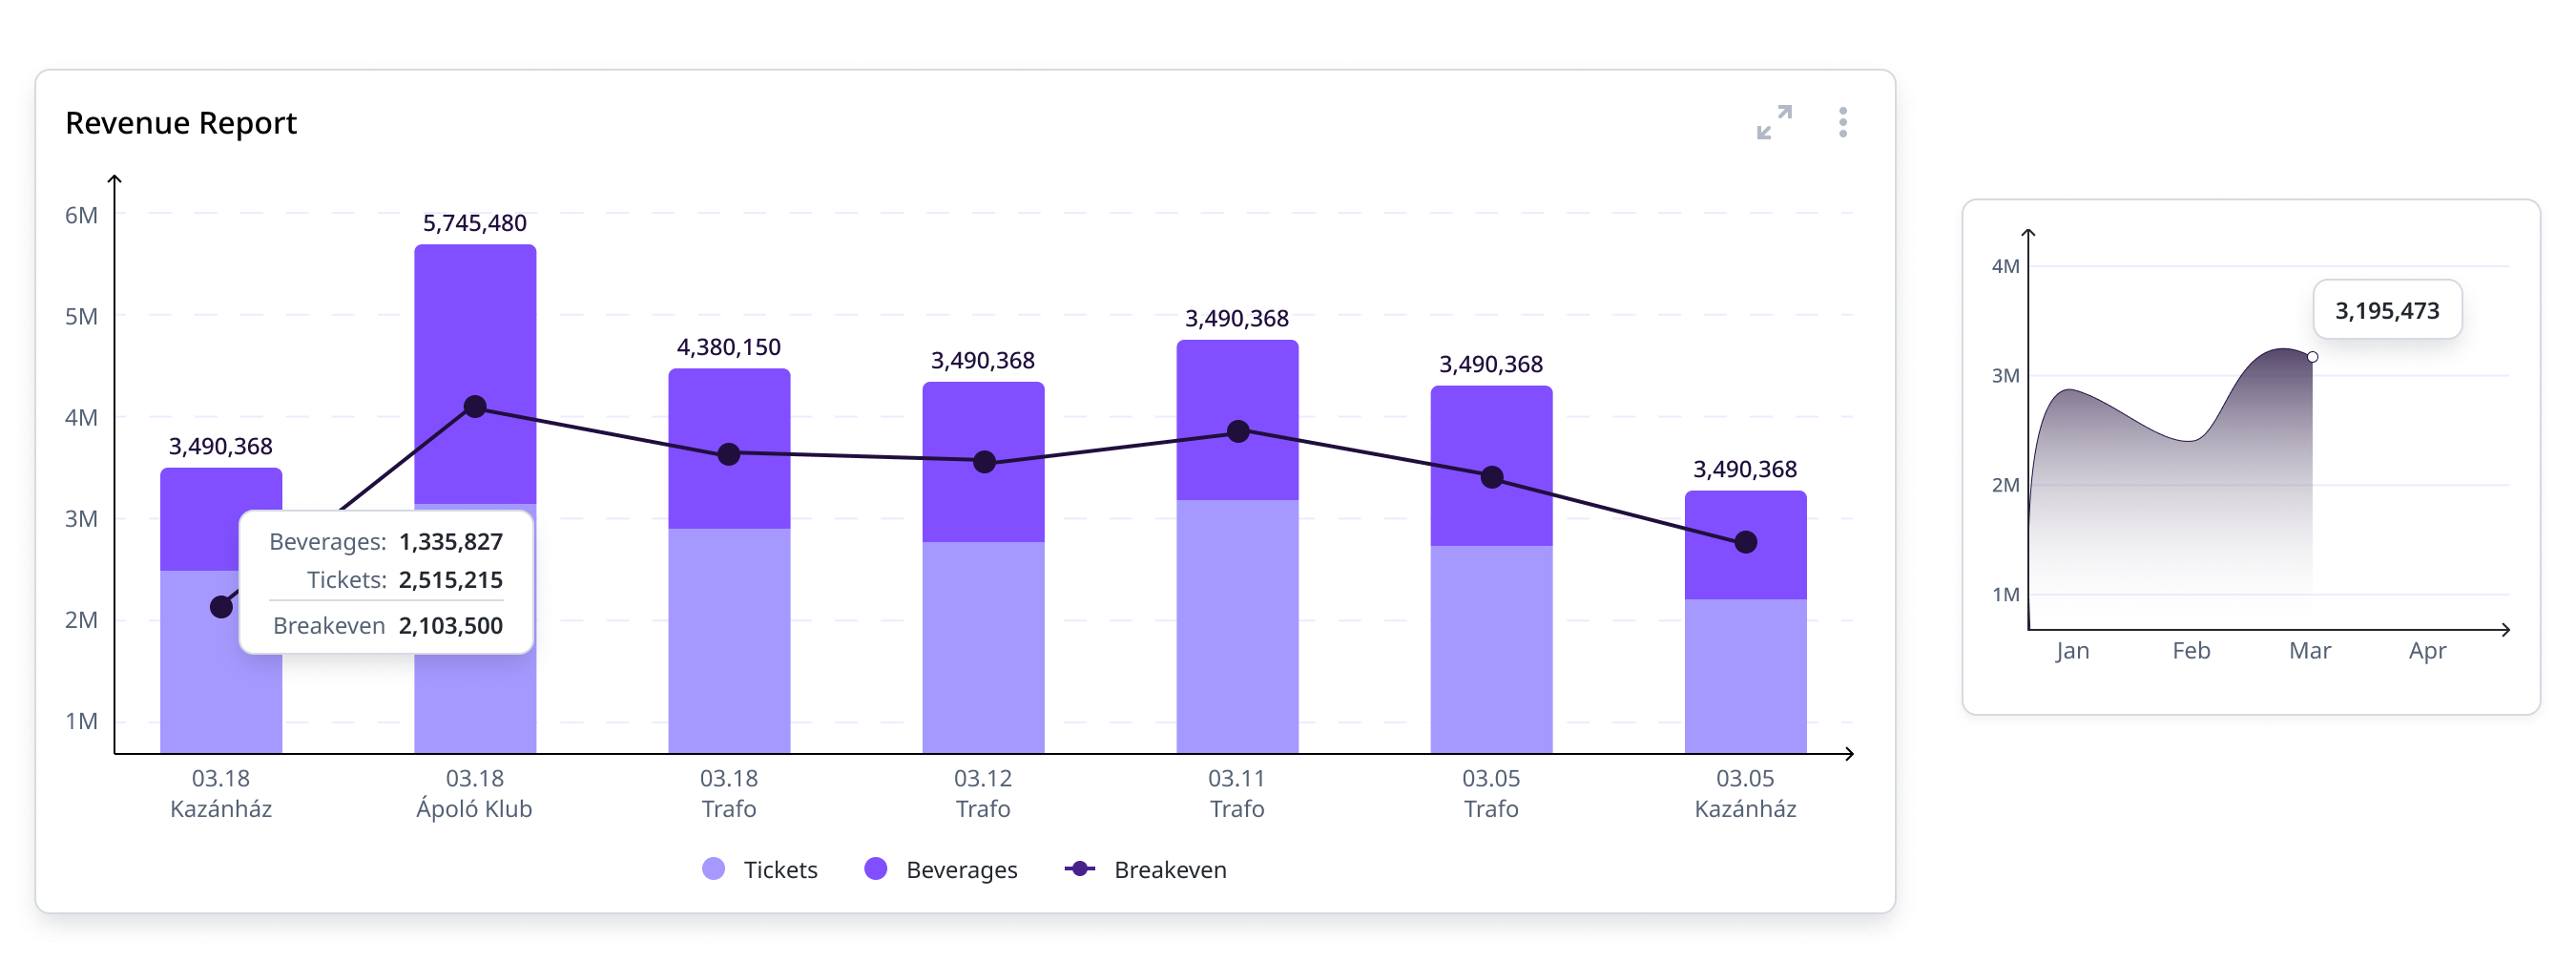 Revenue Report
6M
5M
4M
3M
2M
1M
3,490,368
5,745,480
4,380,150
3,490,368
3,490,368
3,490,368
3,490,368
Beverages: 1,335,827
Tickets: 2,515,215
Breakeven 2,103,500
03.18
Kazánház
03.18
Ápoló Klub
03.18
Trafo
03.12
Trafo
03.11
Trafo
03.05
Trafo
03.05
Kazánház
Tickets
Beverages
Breakeven
4M
3M
2M
1M
3,195,473
Jan
Feb
Mar
Apr